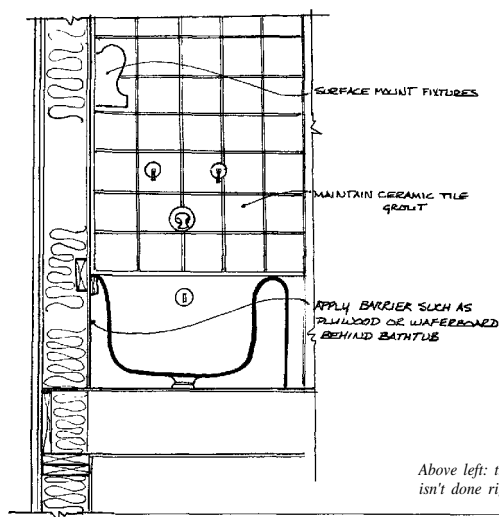 SURFACE MOUNT FIXTURES
MAINTAIN CERAMIC TILE
GROUT
APPLY BARRIER SUCH AS
PLYWOOD OR WAFERBOARD
BEHIND BATHTUB
Above left: t
isn't done ri